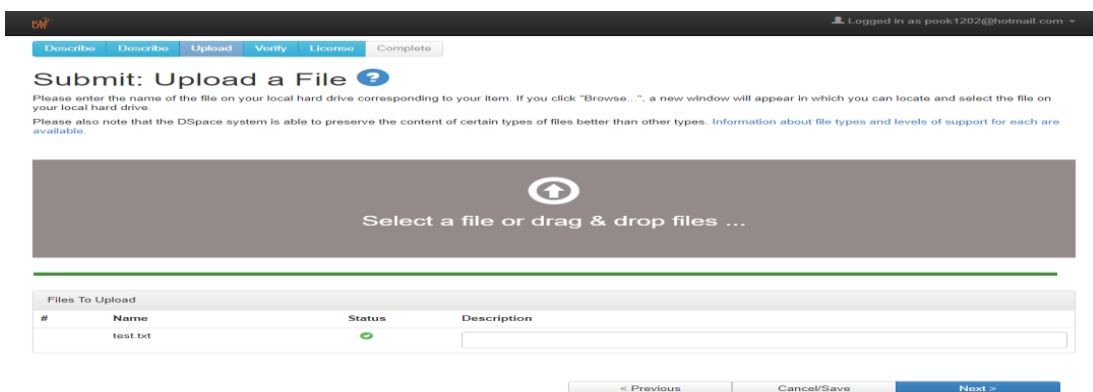 Logged in as pook1202@hotmail.com
Describe Describe Upload Verify License Complete
Submit: Upload a File ?
Please enter the name of the file on your local hard drive corresponding to your item. If you click "Browse...", a new window will appear in which you can locate and select the file on
your local hard drive.
Please also note that the DSpace system is able to preserve the content of certain types of files better than other types. Information about file types and levels of support for each are
available.
Select a file or drag & drop files ...
Files To Upload
# Name Status Description
test.txt
< Previous Cancel/Save Next >